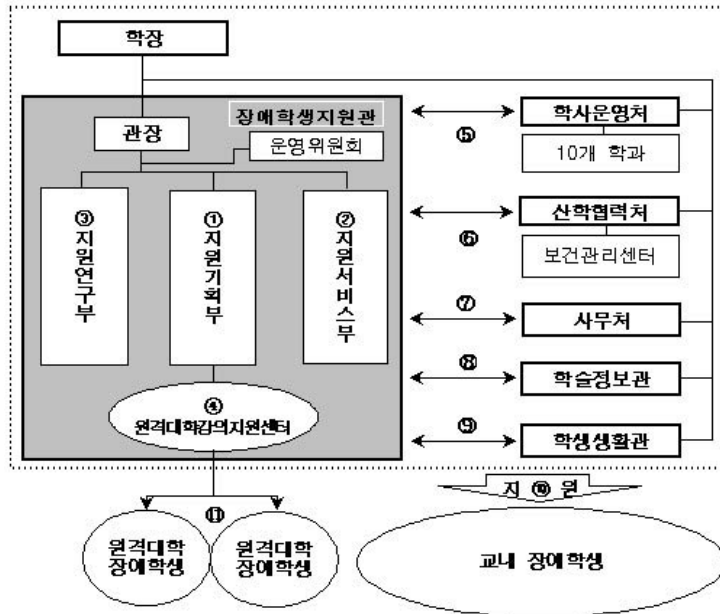 학장
장애학생지원관
관장
운영위원회
③ 지원연구부
① 지원기획부
② 지원서비스부
④
원격대학강의지원센터
⑤
학사운영처
10개 학과
⑥
산학협력처
보건관리센터
⑦
사무처
⑧
학술정보관
⑨
학생생활관
지 ⑩ 원
⑪
원격대학
장애학생
원격대학
장애학생
교내 장애학생